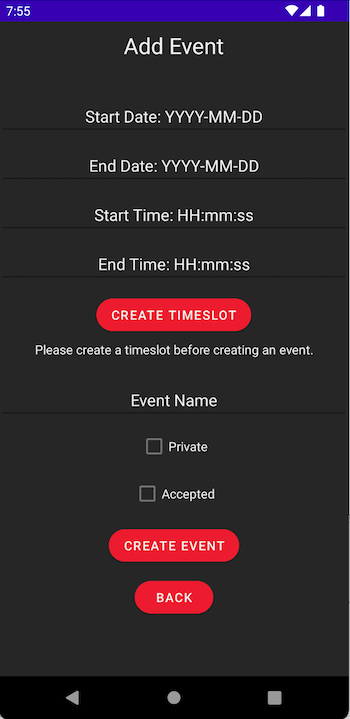 7:55
Add Event
Start Date: YYYY-MM-DD
End Date: YYYY-MM-DD
Start Time: HH:mm:ss
End Time: HH:mm:ss
CREATE TIMESLOT
Please create a timeslot before creating an event.
Event Name
Private
Accepted
CREATE EVENT
BACK